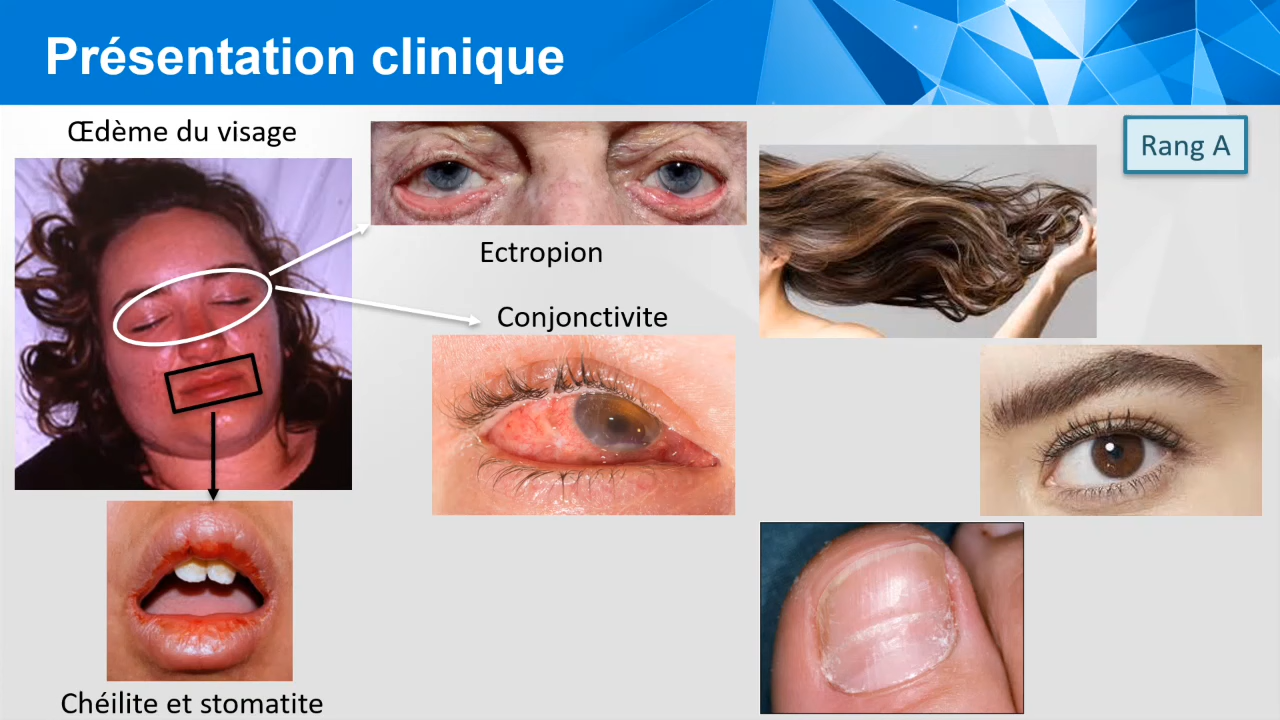 Présentation clinique
Œdème du visage
Rang A
Ectropion
Conjonctivite
Chéilite et stomatite